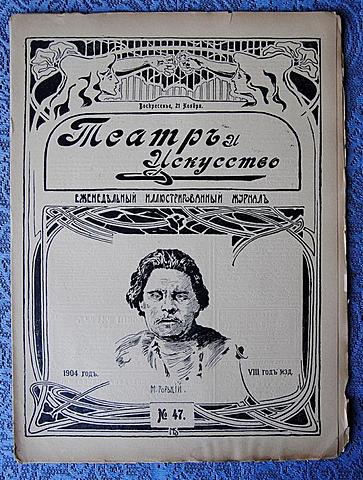 Воскресенье, 21 Ноября.
Театръ и
Искусство
ЕЖЕНЕДѢЛЬНЫЙ ИЛЛЮСТРИРОВАННЫЙ ЖУРНАЛЪ
1904 годъ.
VIII годъ изд.
М. ГОРЬКІЙ.
№ 47.